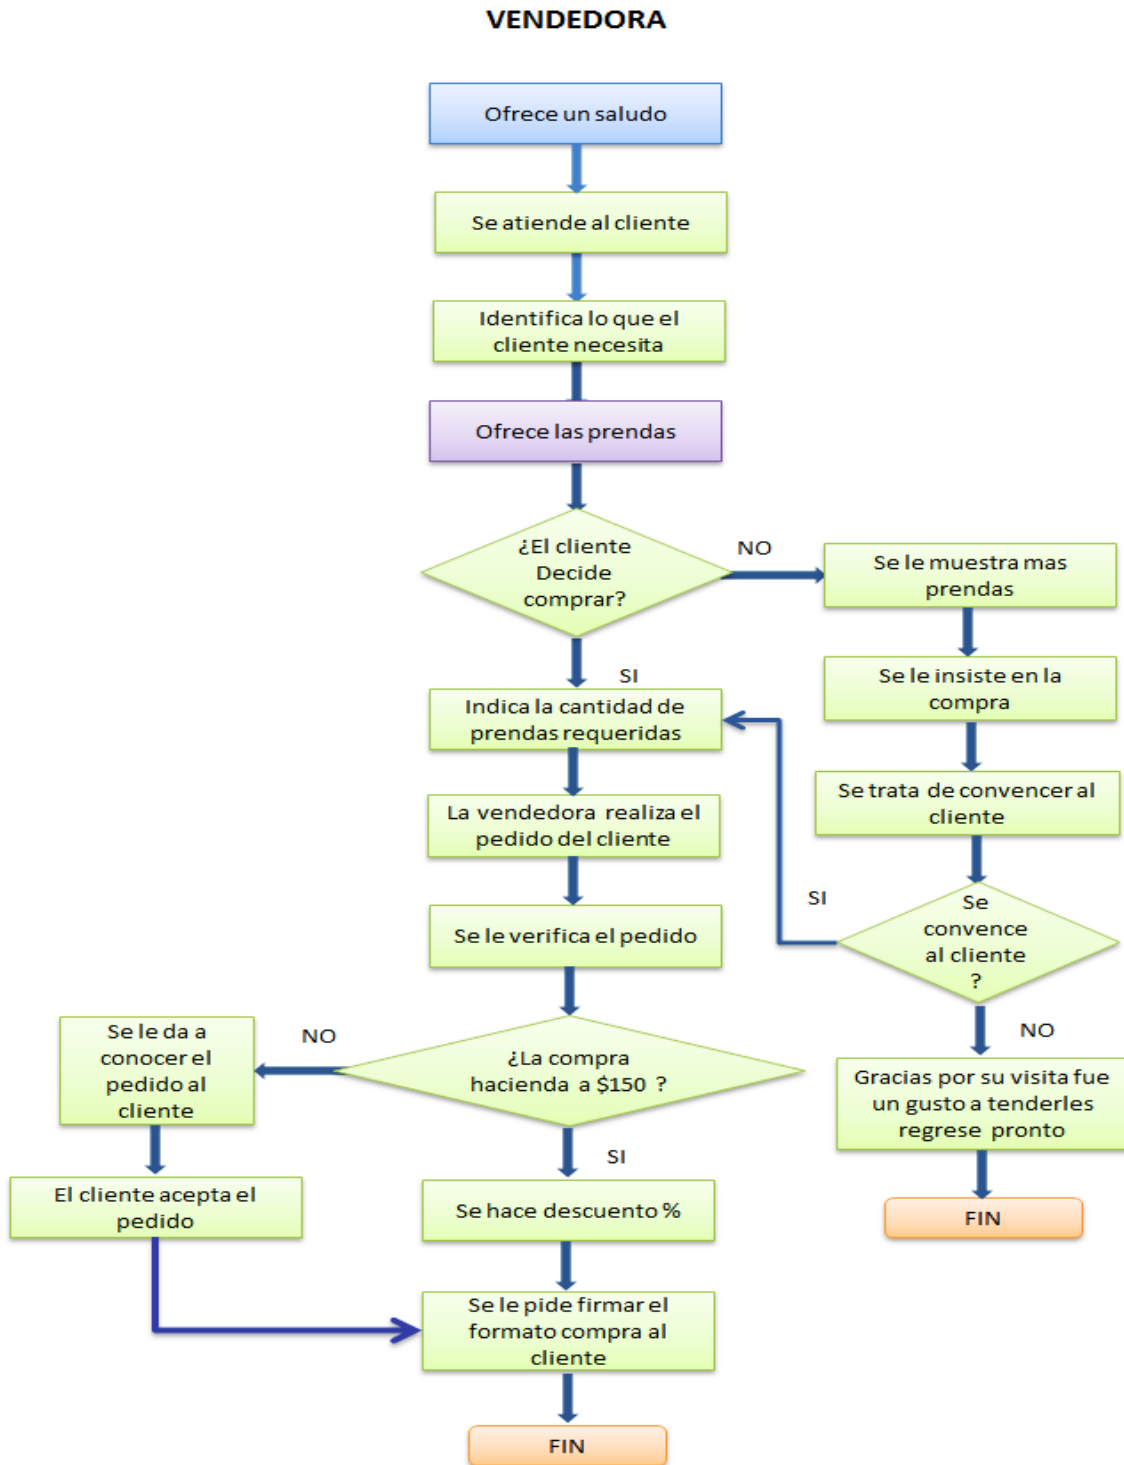 VENDEDORA
Ofrece un saludo
Se atiende al cliente
Identifica lo que el
cliente necesita
Ofrece las prendas
¿El cliente
Decide
comprar?
NO
Se le muestra mas
prendas
Se le insiste en la
compra
Se trata de convencer al
cliente
Se
convence
al cliente
?
SI
NO
Gracias por su visita fue
un gusto a tenderles
regrese pronto
FIN
SI
Indica la cantidad de
prendas requeridas
La vendedora realiza el
pedido del cliente
Se le verifica el pedido
¿La compra
hacienda a $150 ?
NO
Se le da a
conocer el
pedido al
cliente
El cliente acepta el
pedido
SI
Se hace descuento %
Se le pide firmar el
formato compra al
cliente
FIN